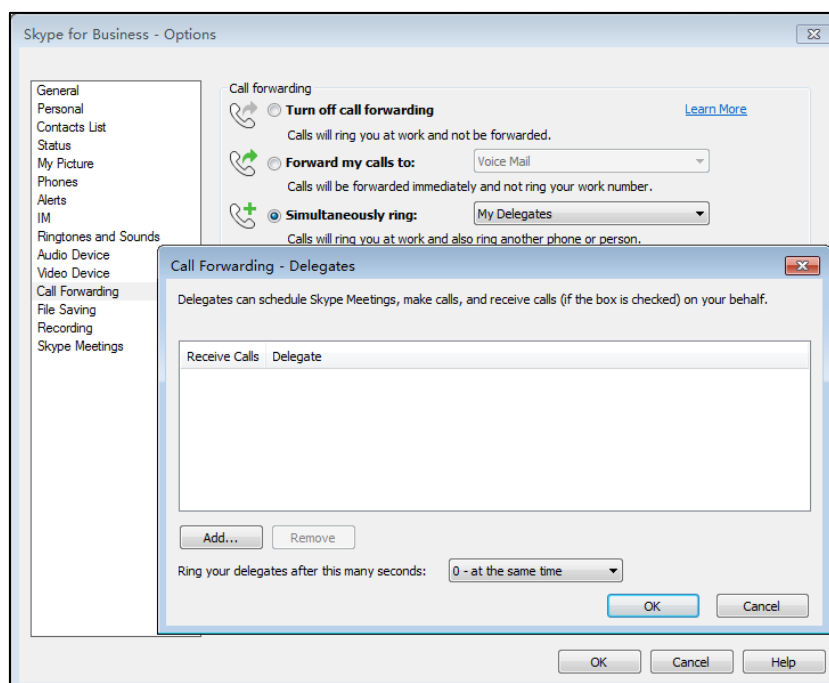 Skype for Business - Options
General
Personal
Contacts List
Status
My Picture
Phones
Alerts
IM
Ringtones and Sounds
Audio Device
Video Device
Call Forwarding
File Saving
Recording
Skype Meetings
Call forwarding
Turn off call forwarding
Learn More
Calls will ring you at work and not be forwarded.
Forward my calls to:
Voice Mail
Calls will be forwarded immediately and not ring your work number.
Simultaneously ring:
My Delegates
Calls will ring you at work and also ring another phone or person.
Call Forwarding - Delegates
Delegates can schedule Skype Meetings, make calls, and receive calls (if the box is checked) on your behalf.
Receive Calls Delegate
Add... Remove
Ring your delegates after this many seconds: 0 - at the same time
OK Cancel
OK Cancel Help